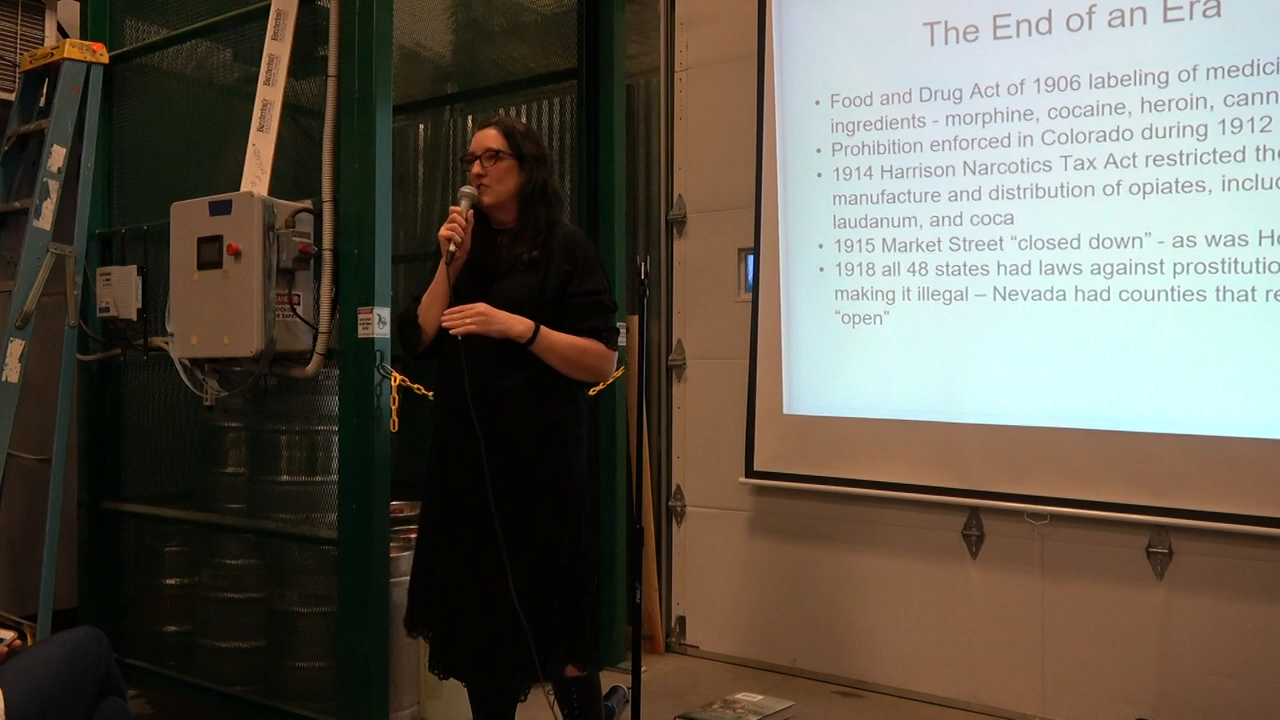 The End of an Era
• Food and Drug Act of 1906 labeling of medici
ingredients - morphine, cocaine, heroin, cann
• Prohibition enforced in Colorado during 1912
• 1914 Harrison Narcotics Tax Act restricted the
manufacture and distribution of opiates, includ
laudanum, and coca
• 1915 Market Street “closed down” - as was Ho
• 1918 all 48 states had laws against prostitutio
making it illegal – Nevada had counties that re
“open”